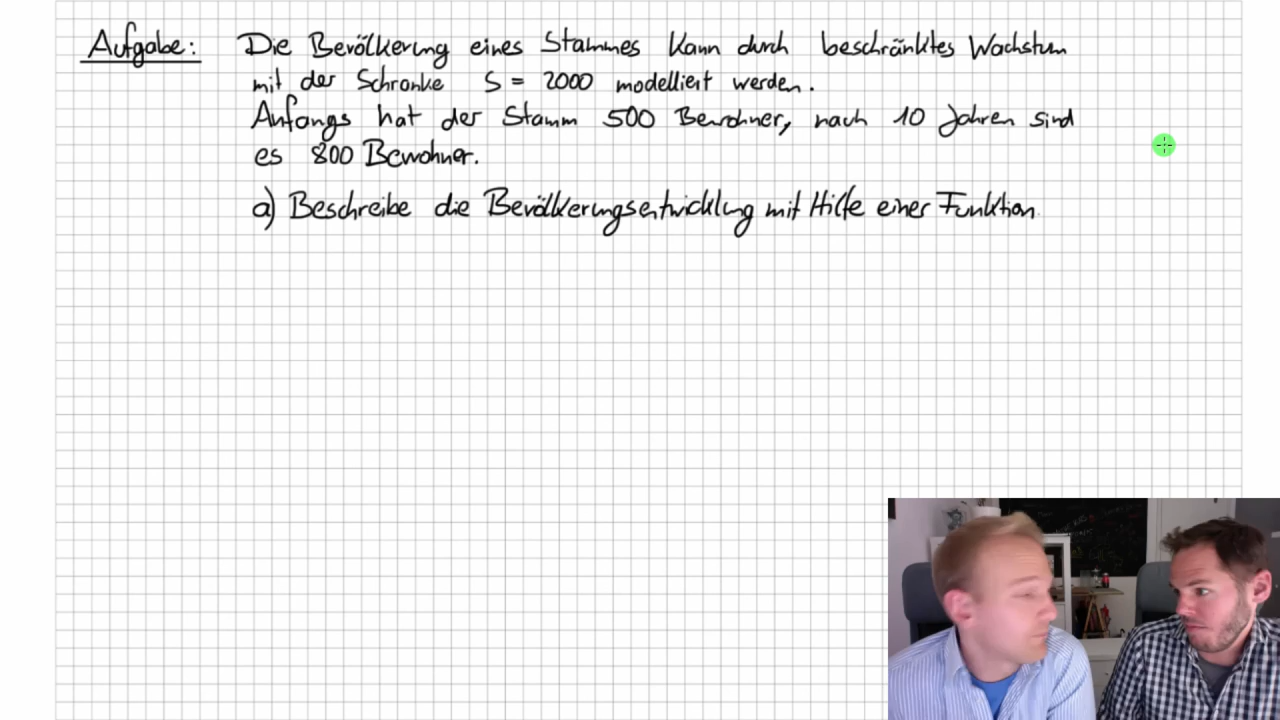 Aufgabe: Die Bevölkerung eines Stammes kann durch beschränktes Wachstum
mit der Schranke S = 2000 modelliert werden.
Anfangs hat der Stamm 500 Bewohner, nach 10 Jahren sind
es 800 Bewohner.
a) Beschreibe die Bevölkerungsentwicklung mit Hilfe einer Funktion.